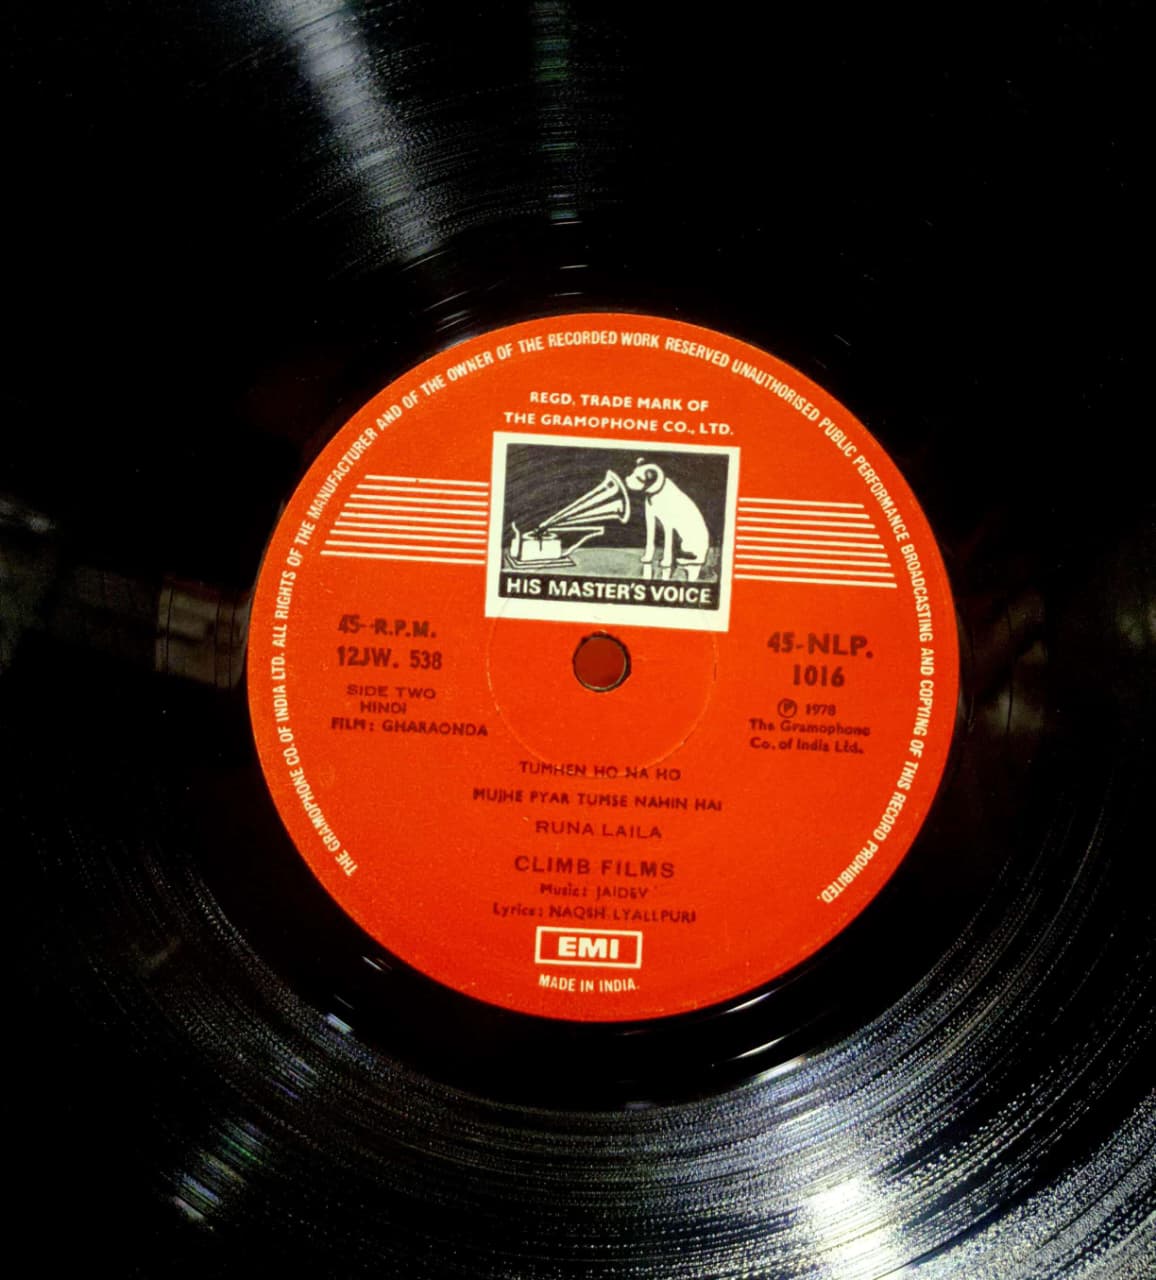 THE GRAMOPHONE CO. OF INDIA LTD. ALL RIGHTS OF THE MANUFACTURER AND OF THE OWNER OF THE RECORDED WORK RESERVED UNAUTHORISED PUBLIC PERFORMANCE BROADCASTING AND COPYING OF THIS RECORD PROHIBITED.
REGD. TRADE MARK OF
THE GRAMOPHONE CO., LTD.
HIS MASTER'S VOICE
45-R.P.M.
12JW. 538
SIDE TWO
HINDI
FILM: GHARAONDA
45-NLP.
1016
Ⓟ 1978
The Gramophone
Co. of India Ltd.
TUMHEN HO NA HO
MUJHE PYAR TUMSE NAHIN HAI
RUNA LAILA
CLIMB FILMS
Music: JAIDEV
Lyrics: NAQSH LYALLPURI
EMI
MADE IN INDIA.